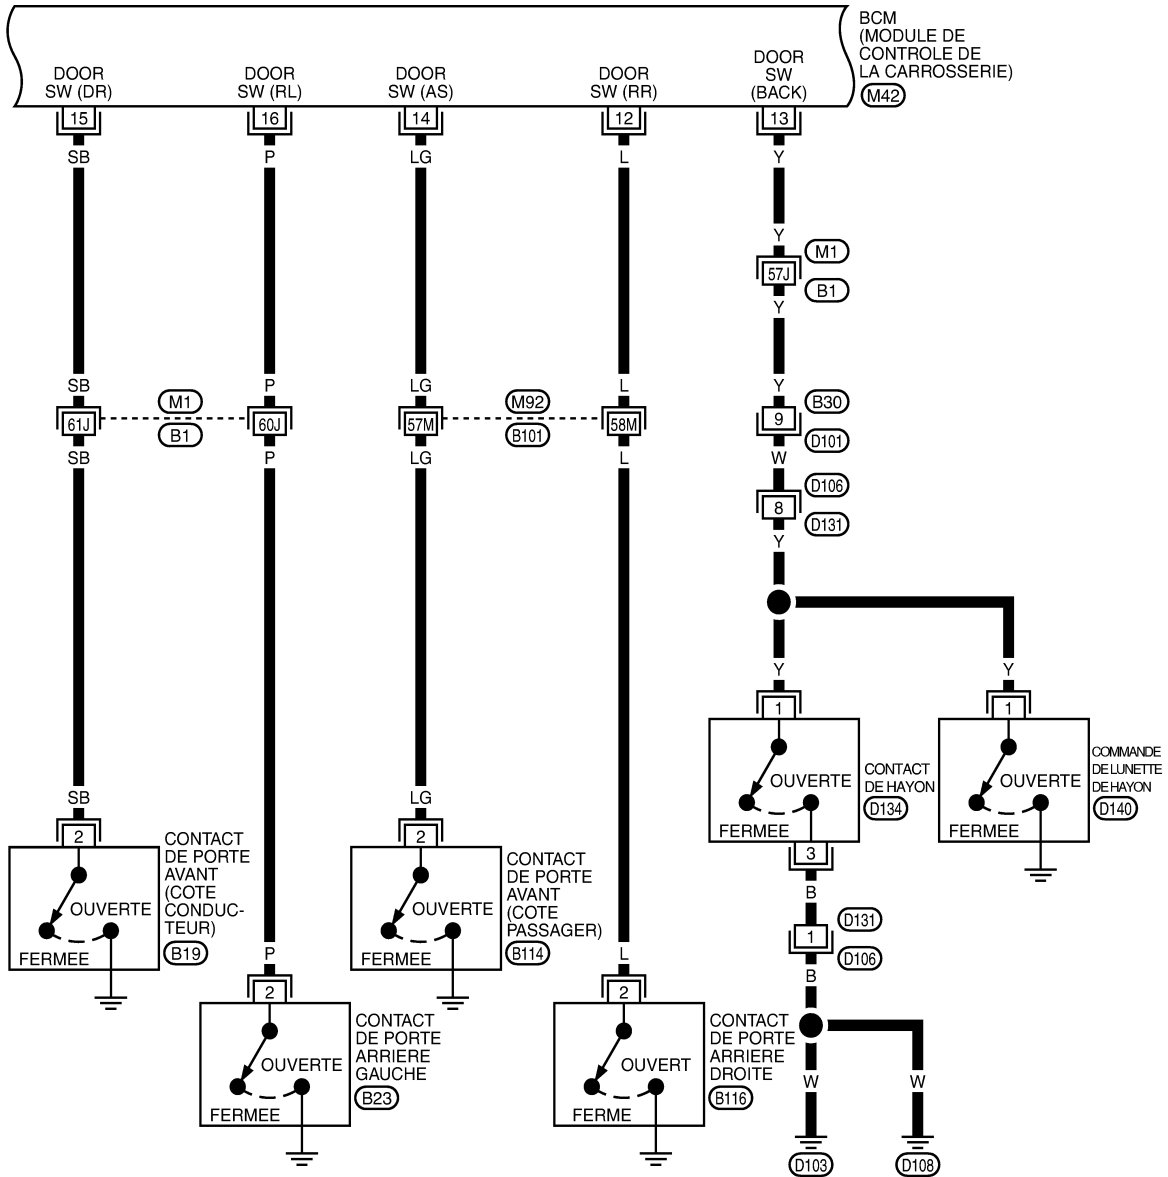 BCM
(MODULE DE
CONTROLE DE
LA CARROSSERIE)
M42
DOOR
SW (DR)
DOOR
SW (RL)
DOOR
SW (AS)
DOOR
SW (RR)
DOOR
SW
(BACK)
15
16
14
12
13
SB
P
LG
L
Y
Y
M1
57J
B1
Y
SB
P
LG
L
Y
M1
M92
B30
61J
60J
57M
58M
9
B1
B101
D101
SB
P
LG
L
W
D106
8
D131
Y
Y
Y
1
1
OUVERTE
FERMEE
CONTACT
DE HAYON
D134
OUVERTE
FERMEE
COMMANDE
DE LUNETTE
DE HAYON
D140
SB
LG
2
2
OUVERTE
FERMEE
CONTACT
DE PORTE
AVANT
(COTE
CONDUC-
TEUR)
B19
OUVERTE
FERMEE
CONTACT
DE PORTE
AVANT
(COTE
PASSAGER)
B114
3
B
D131
1
D106
B
P
L
2
2
OUVERTE
FERMEE
CONTACT
DE PORTE
ARRIERE
GAUCHE
B23
OUVERT
FERME
CONTACT
DE PORTE
ARRIERE
DROITE
B116
W
W
D103
D108